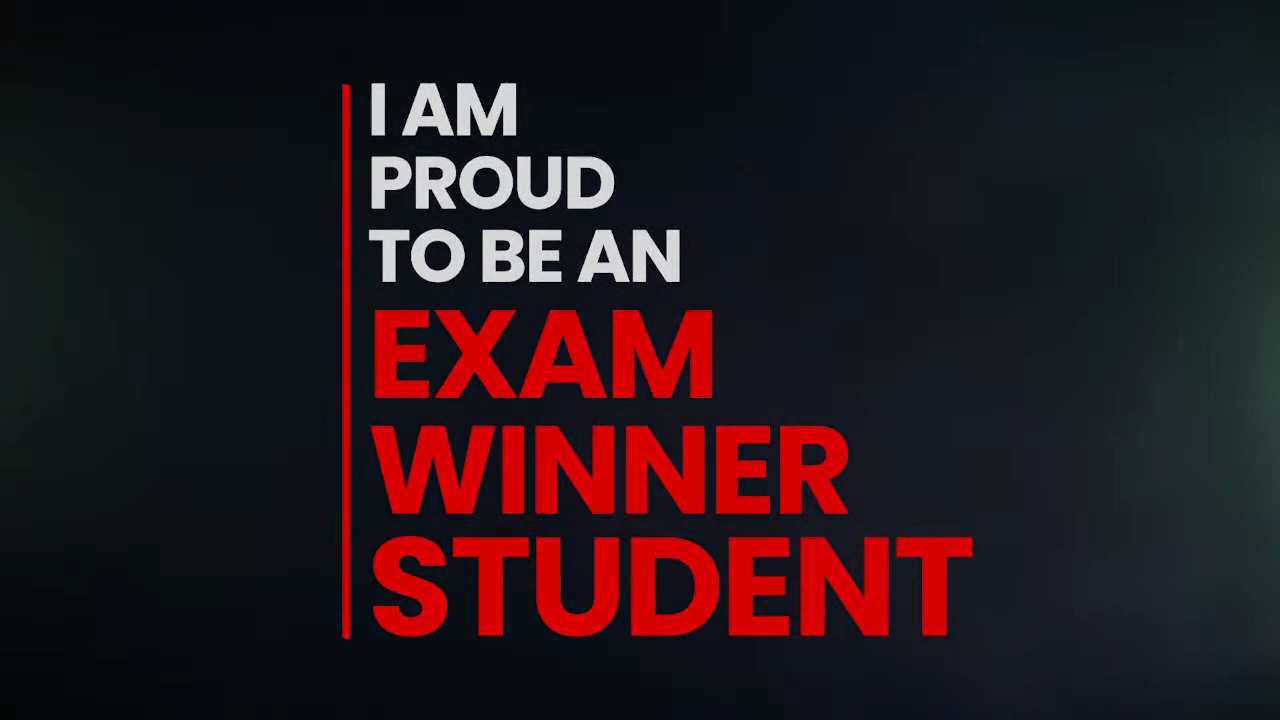 I AM
PROUD
TO BE AN
EXAM
WINNER
STUDENT